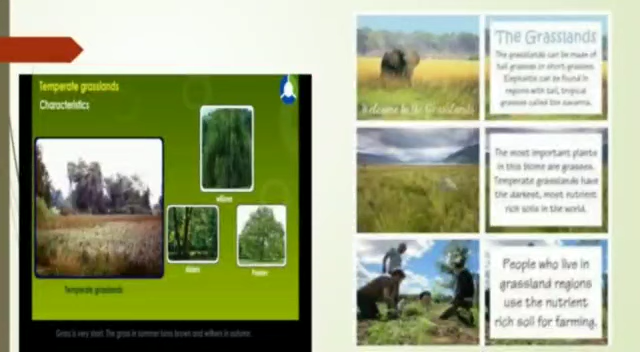 Temperate grasslands
Characteristics
willows
Alders
Poplars
Temperate grasslands
Grass is very short. The grass in summer turns brown and withers in autumn.
Welcome to the Grasslands
The Grasslands
The grasslands can be made of
tall grasses or short grasses.
Elephants can be found in
regions with tall, tropical
grasses called the savanna.
The most important plants
in this biome are grasses.
Temperate grasslands have
the darkest, most nutrient
rich soils in the world.
People who live in
grassland regions
use the nutrient
rich soil for farming.